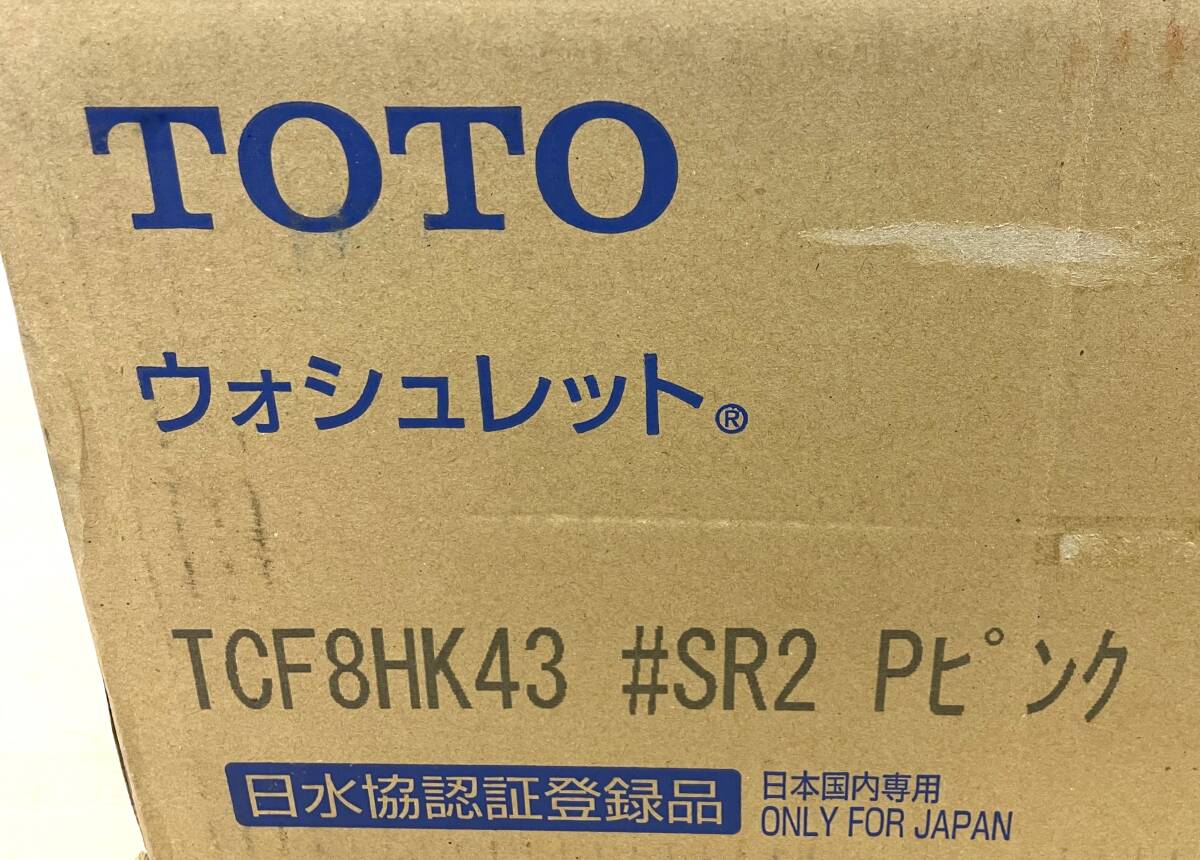 TOTO
ウォシュレット®
TCF8HK43 #SR2 Pﾋﾟﾝｸ
日水協認証登録品
日本国内専用
ONLY FOR JAPAN